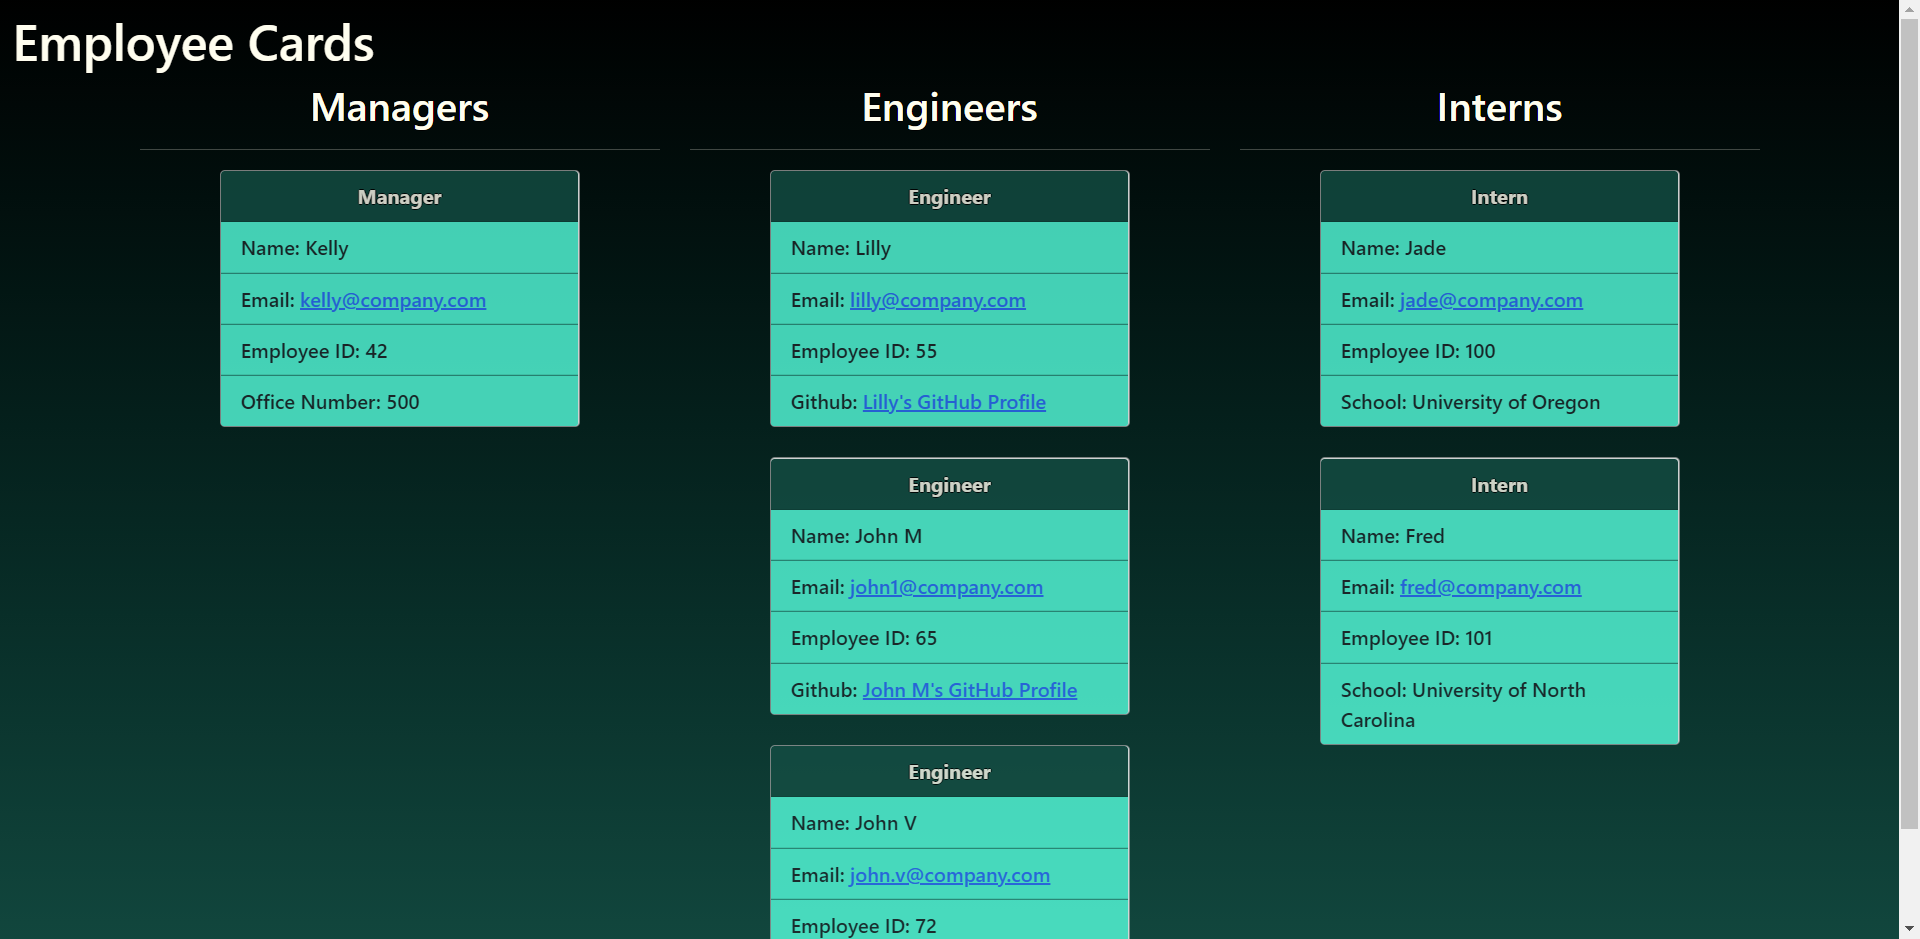 Employee Cards
Managers
Manager
Name: Kelly
Email: kelly@company.com
Employee ID: 42
Office Number: 500
Engineers
Engineer
Name: Lilly
Email: lilly@company.com
Employee ID: 55
Github: Lilly's GitHub Profile
Engineer
Name: John M
Email: john1@company.com
Employee ID: 65
Github: John M's GitHub Profile
Engineer
Name: John V
Email: john.v@company.com
Employee ID: 72
Interns
Intern
Name: Jade
Email: jade@company.com
Employee ID: 100
School: University of Oregon
Intern
Name: Fred
Email: fred@company.com
Employee ID: 101
School: University of North
Carolina